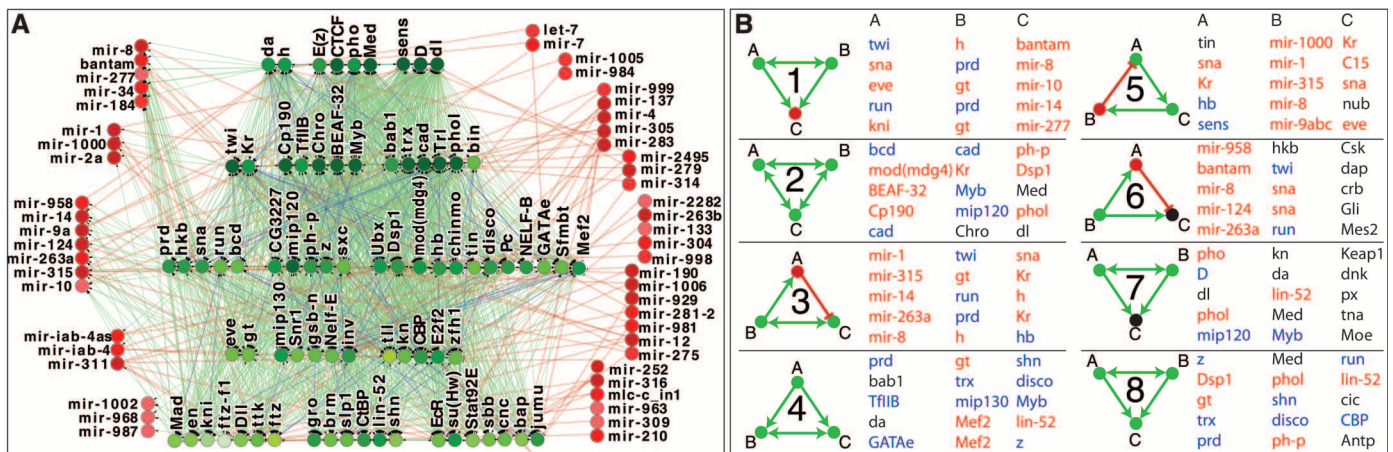 A
mir-8
bantam
mir-277
mir-34
mir-184
mir-1
mir-1000
mir-2a
mir-958
mir-14
mir-9a
mir-124
mir-263a
mir-315
mir-10
mir-iab-4as
mir-iab-4
mir-311
mir-1002
mir-968
mir-987
da
h
E(z)
CTCF
pho
Med
sens
D
dl
twi
Kr
Cp190
TfIIB
Chro
BEAF-32
Myb
bab1
trx
cad
Trl
phol
bin
prd
hkb
sna
run
bcd
CG3227
mip120
ph-p
z
sxc
Ubx
Dsp1
mod(mdg4)
hb
chinmo
tin
disco
Pc
NELF-B
GATAe
Sfmbt
Mef2
eve
gt
mip130
Snr1
gsb-n
Nelf-E
inv
tll
kn
CBP
E2f2
zfh1
Mad
en
kni
ftz-f1
Dll
ttk
ftz
gro
brm
slp1
CtBP
lin-52
shn
EcR
su(Hw)
Stat92E
sbb
cnc
bap
jumu
let-7
mir-7
mir-1005
mir-984
mir-999
mir-137
mir-4
mir-305
mir-283
mir-2495
mir-279
mir-314
mir-2282
mir-263b
mir-133
mir-304
mir-998
mir-190
mir-1006
mir-929
mir-281-2
mir-981
mir-12
mir-275
mir-252
mir-316
mlc-c_in1
mir-963
mir-309
mir-210
B
A B C
A B
1
C
twi h bantam
sna prd mir-8
eve gt mir-10
run prd mir-14
kni gt mir-277
A B
2
C
bcd cad ph-p
mod(mdg4) Kr Dsp1
BEAF-32 Myb Med
Cp190 mip120 phol
cad Chro dl
A
3
B C
mir-1 twi sna
mir-315 gt Kr
mir-14 run h
mir-263a prd Kr
mir-8 h hb
A
4
B C
prd gt shn
bab1 trx disco
TfIIB mip130 Myb
da Mef2 lin-52
GATAe Mef2 z
A B C
A
5
B C
tin mir-1000 Kr
sna mir-1 C15
Kr mir-315 sna
hb mir-8 nub
sens mir-9abc eve
A
6
B C
mir-958 hkb Csk
bantam twi dap
mir-8 sna crb
mir-124 sna Gli
mir-263a run Mes2
A B
7
C
pho kn Keap1
D da dnk
dl lin-52 px
phol Med tna
mip120 Myb Moe
A B
8
C
z Med run
Dsp1 phol lin-52
gt shn cic
trx disco CBP
prd ph-p Antp